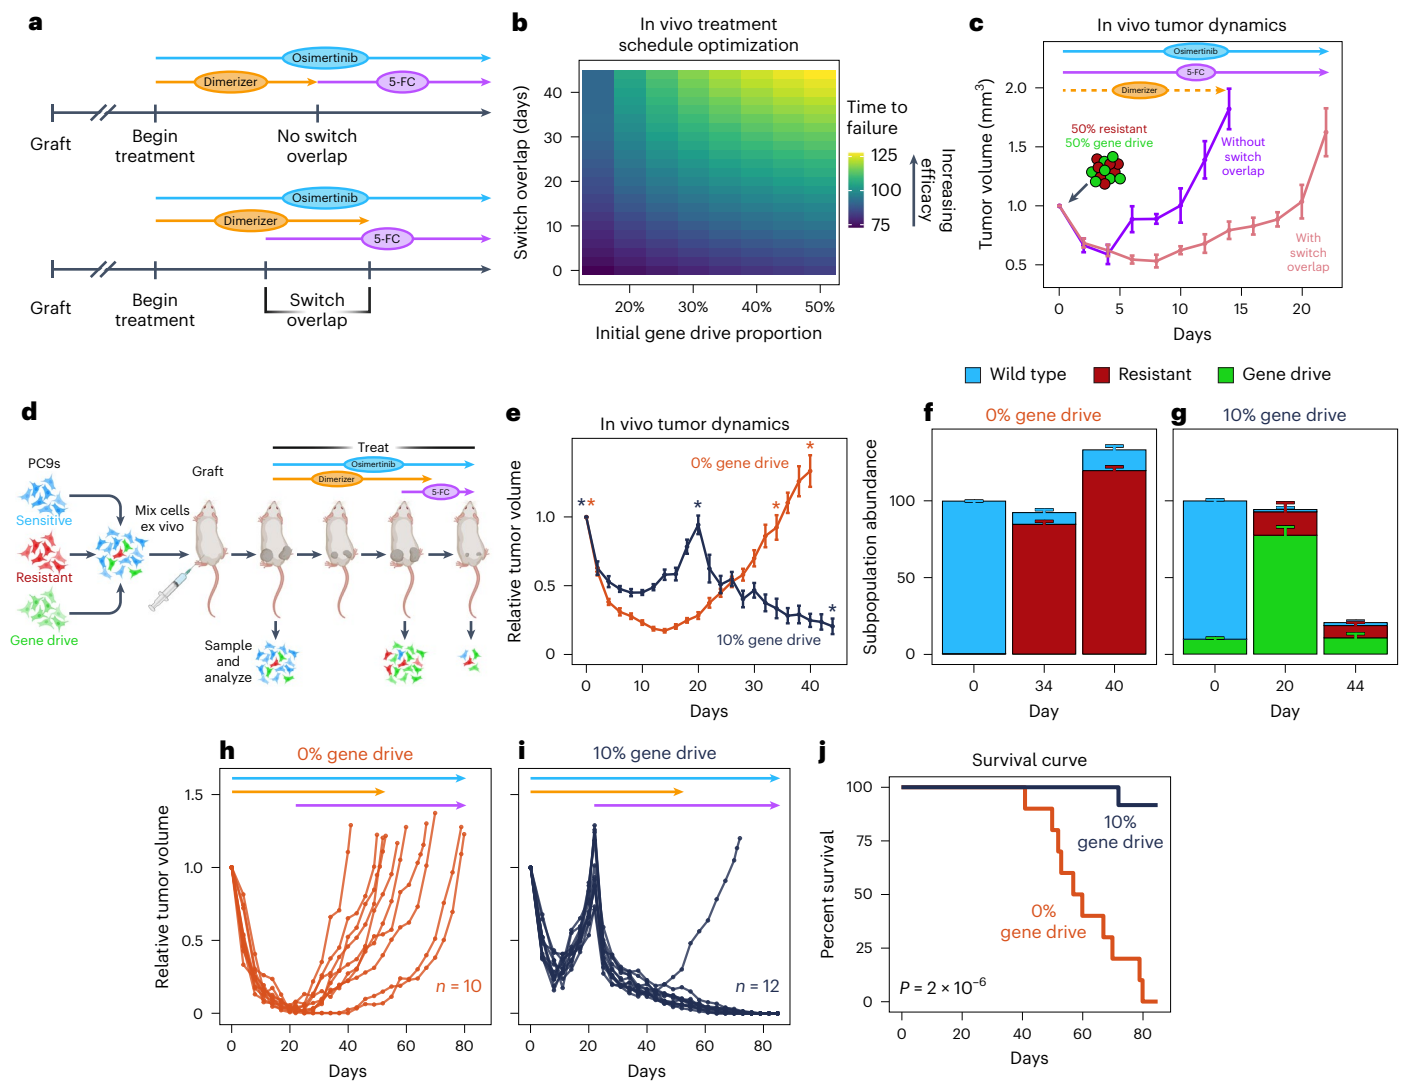 a
Osimertinib
Dimerizer
5-FC
Graft
Begin
treatment
No switch
overlap
Osimertinib
Dimerizer
5-FC
Graft
Begin
treatment
Switch
overlap
b
In vivo treatment
schedule optimization
Switch overlap (days)
40
30
20
10
0
20%
30%
40%
50%
Initial gene drive proportion
Time to
failure
125
100
75
Increasing
efficacy
c
In vivo tumor dynamics
Osimertinib
5-FC
Dimerizer
50% resistant
50% gene drive
Without
switch
overlap
With
switch
overlap
Tumor volume (mm³)
2.0
1.5
1.0
0.5
0
5
10
15
20
Days
d
PC9s
Sensitive
Resistant
Gene drive
Mix cells
ex vivo
Graft
Treat
Osimertinib
Dimerizer
5-FC
Sample
and
analyze
e
In vivo tumor dynamics
Relative tumor volume
1.0
0.5
0
* *
*
*
*
*
0% gene drive
10% gene drive
0
10
20
30
40
Days
Wild type
Resistant
Gene drive
f
0% gene drive
Subpopulation abundance
100
50
0
0
34
40
Day
g
10% gene drive
0
20
44
Day
h
0% gene drive
Relative tumor volume
1.5
1.0
0.5
0
n = 10
0
20
40
60
80
Days
i
10% gene drive
n = 12
0
20
40
60
80
Days
j
Survival curve
Percent survival
100
75
50
25
0
10%
gene drive
0%
gene drive
P = 2 × 10⁻⁶
0
20
40
60
80
Days